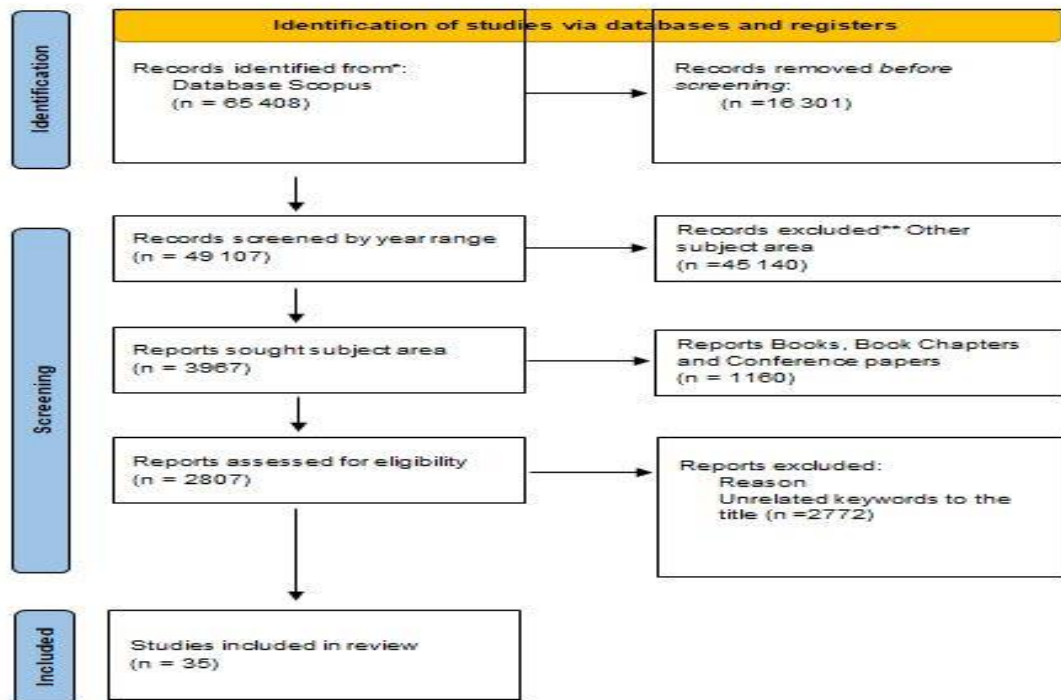 Identification of studies via databases and registers
Identification
Records identified from*:
Database Scopus
(n = 65 408)
Records removed before
screening:
(n =16 301)
Screening
Records screened by year range
(n = 49 107)
Records excluded** Other
subject area
(n =45 140)
Reports sought subject area
(n = 3967)
Reports Books, Book Chapters
and Conference papers
(n = 1160)
Reports assessed for eligibility
(n = 2807)
Reports excluded:
Reason
Unrelated keywords to the
title (n =2772)
Included
Studies included in review
(n = 35)